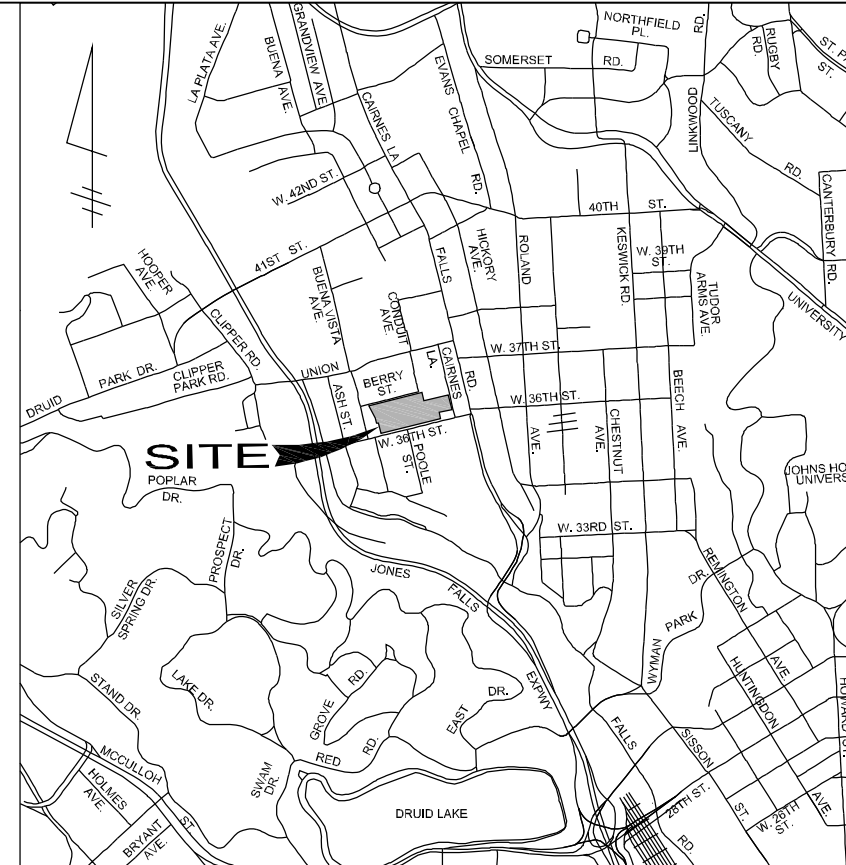 NORTHFIELD
PL.
RD.
RUGBY
RD.
ST. P
ST.
LA PLATA AVE.
BUENA AVE.
GRANDVIEW AVE.
SOMERSET RD.
EVANS CHAPEL RD.
LINKWOOD
TUSCANY RD.
CAIRNES LA
CANTERBURY RD.
W. 42ND ST.
40TH ST.
41ST ST.
HOOPER
AVE.
BUENA VISTA
AVE.
CONDUIT
AVE.
FALLS
HICKORY
AVE.
ROLAND
KESWICK RD.
W. 39TH
ST.
TUDOR
ARMS AVE.
UNIVERSITY
CLIPPER RD.
W. 37TH ST.
DRUID
PARK DR.
CLIPPER
PARK RD.
UNION
ASH ST.
BERRY
ST.
LA.
CAIRNES
RD.
W. 36TH ST.
AVE.
CHESTNUT
BEECH AVE.
SITE
W. 36TH ST.
POOLE
ST.
POPLAR
DR.
JOHNS HO
UNIVERS
PROSPECT
DR.
W. 33RD ST.
SILVER
SPRING DR.
JONES
FALLS
EXPWY
REMINGTON
AVE
DR.
PARK
WYMAN
STAND DR.
LAKE DR.
GROVE
RD.
EAST
DR.
RED
RD.
SWAM
DR.
HUNTINGDON
AVE.
HOWARD ST.
MCCULLOH
ST
HOLMES
AVE.
BRYANT
AVE.
DRUID LAKE
FALLS
RD.
SISSON
ST.
28TH ST.
W. 26TH
ST.